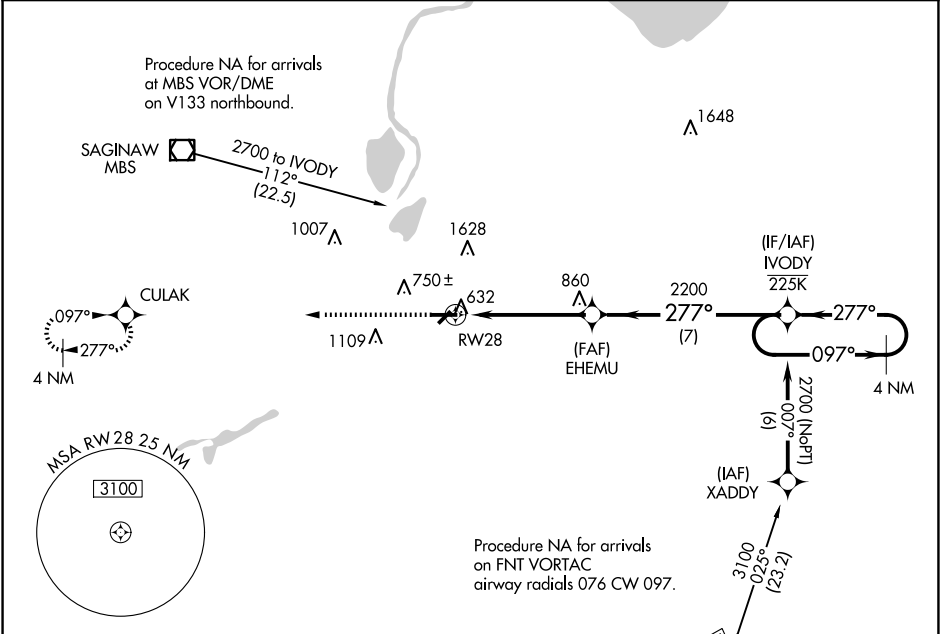 Procedure NA for arrivals
at MBS VOR/DME
on V133 northbound.
1648
SAGINAW
MBS
2700 to IVODY
112°
(22.5)
1007
1628
(IF/IAF)
IVODY
225K
750 ±
860
2200
CULAK
632
097°
277°
277°
1109
RW28
(7)
277°
(FAF)
EHEMU
097°
4 NM
4 NM
2700 (NoPT)
007°
(6)
MSA RW 28 25 NM
3100
(IAF)
XADDY
Procedure NA for arrivals
on FNT VORTAC
airway radials 076 CW 097.
3100
025°
(23.2)